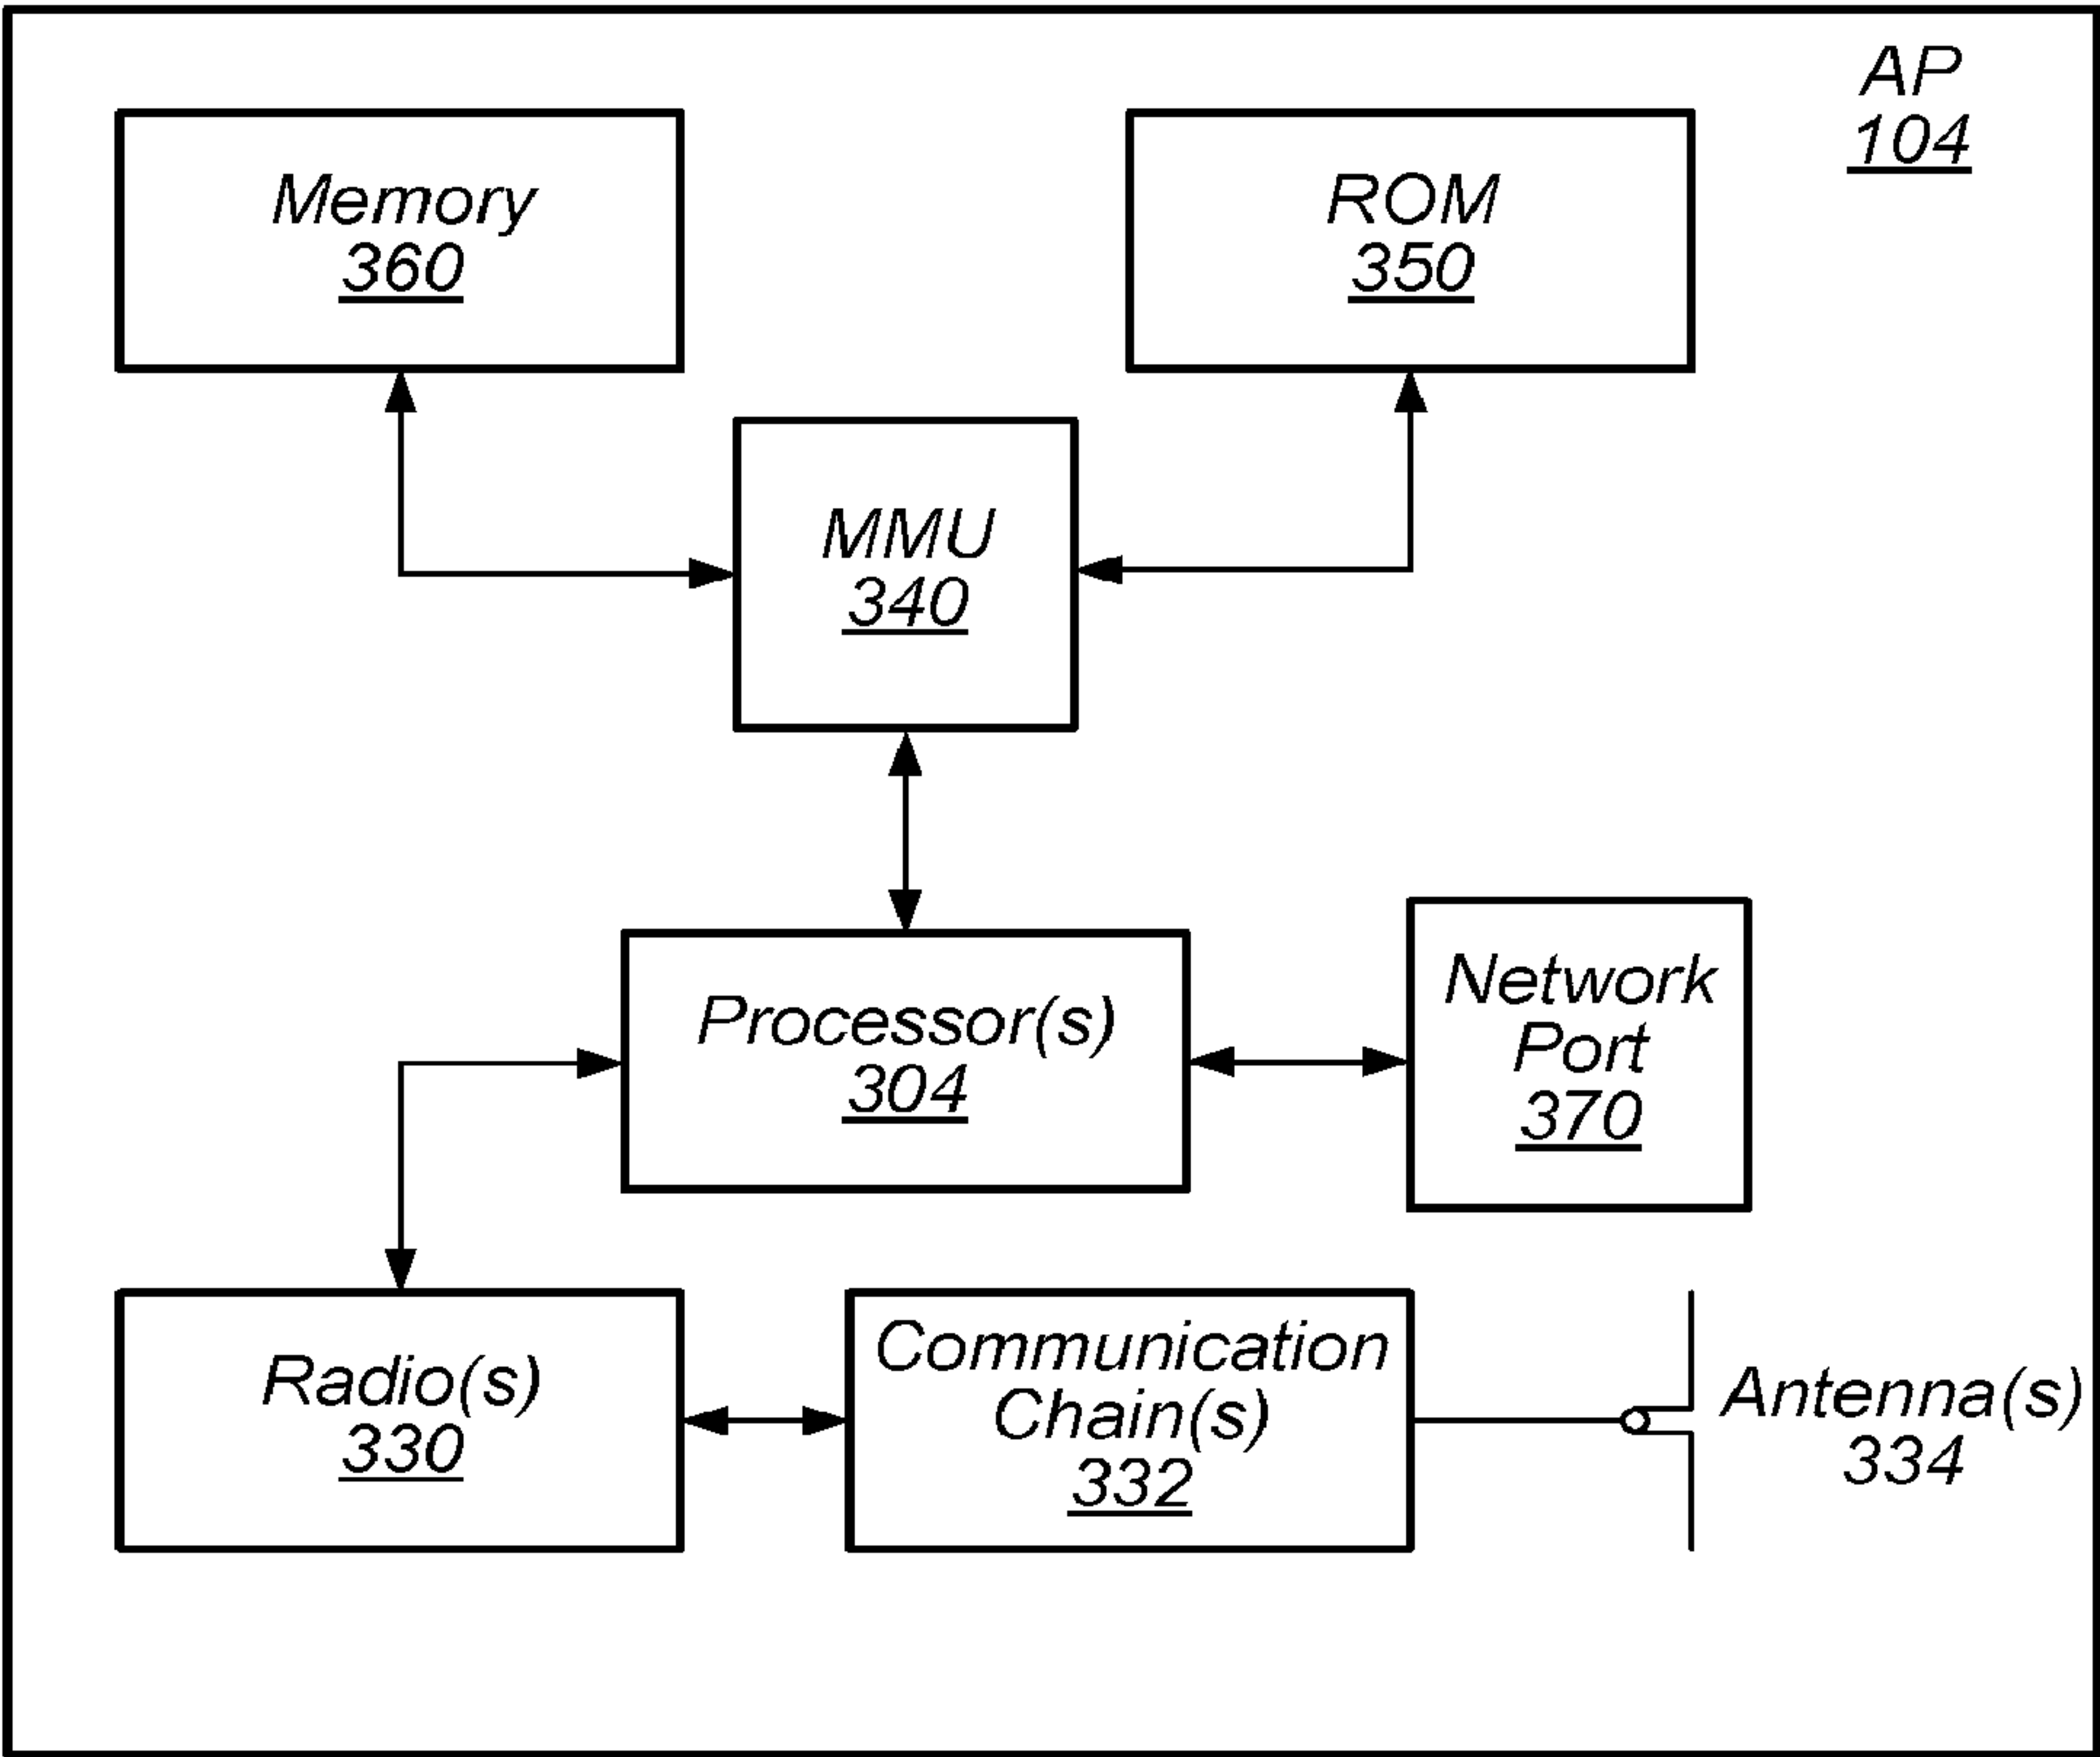 AP
104
Memory
360
ROM
350
MMU
340
Processor(s)
304
Network
Port
370
Radio(s)
330
Communication
Chain(s)
332
Antenna(s)
334